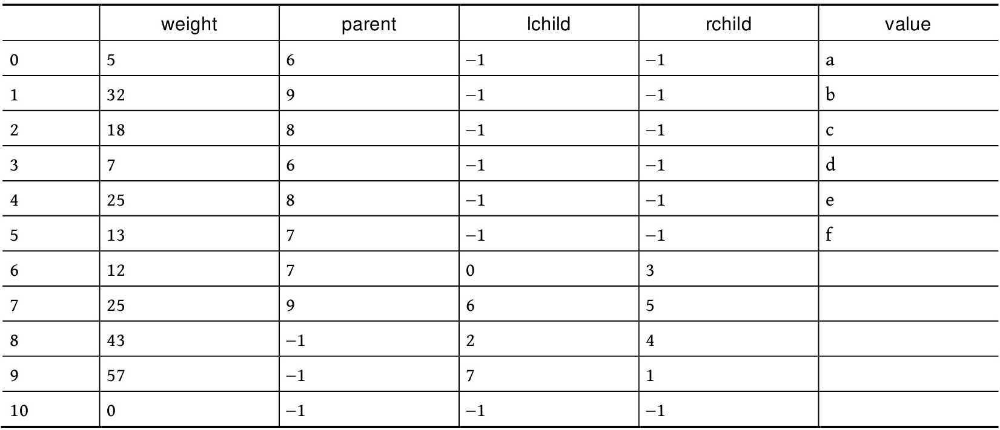 weight parent lchild rchild value
0 5 6 –1 –1 a
1 32 9 –1 –1 b
2 18 8 –1 –1 c
3 7 6 –1 –1 d
4 25 8 –1 –1 e
5 13 7 –1 –1 f
6 12 7 0 3
7 25 9 6 5
8 43 –1 2 4
9 57 –1 7 1
10 0 –1 –1 –1